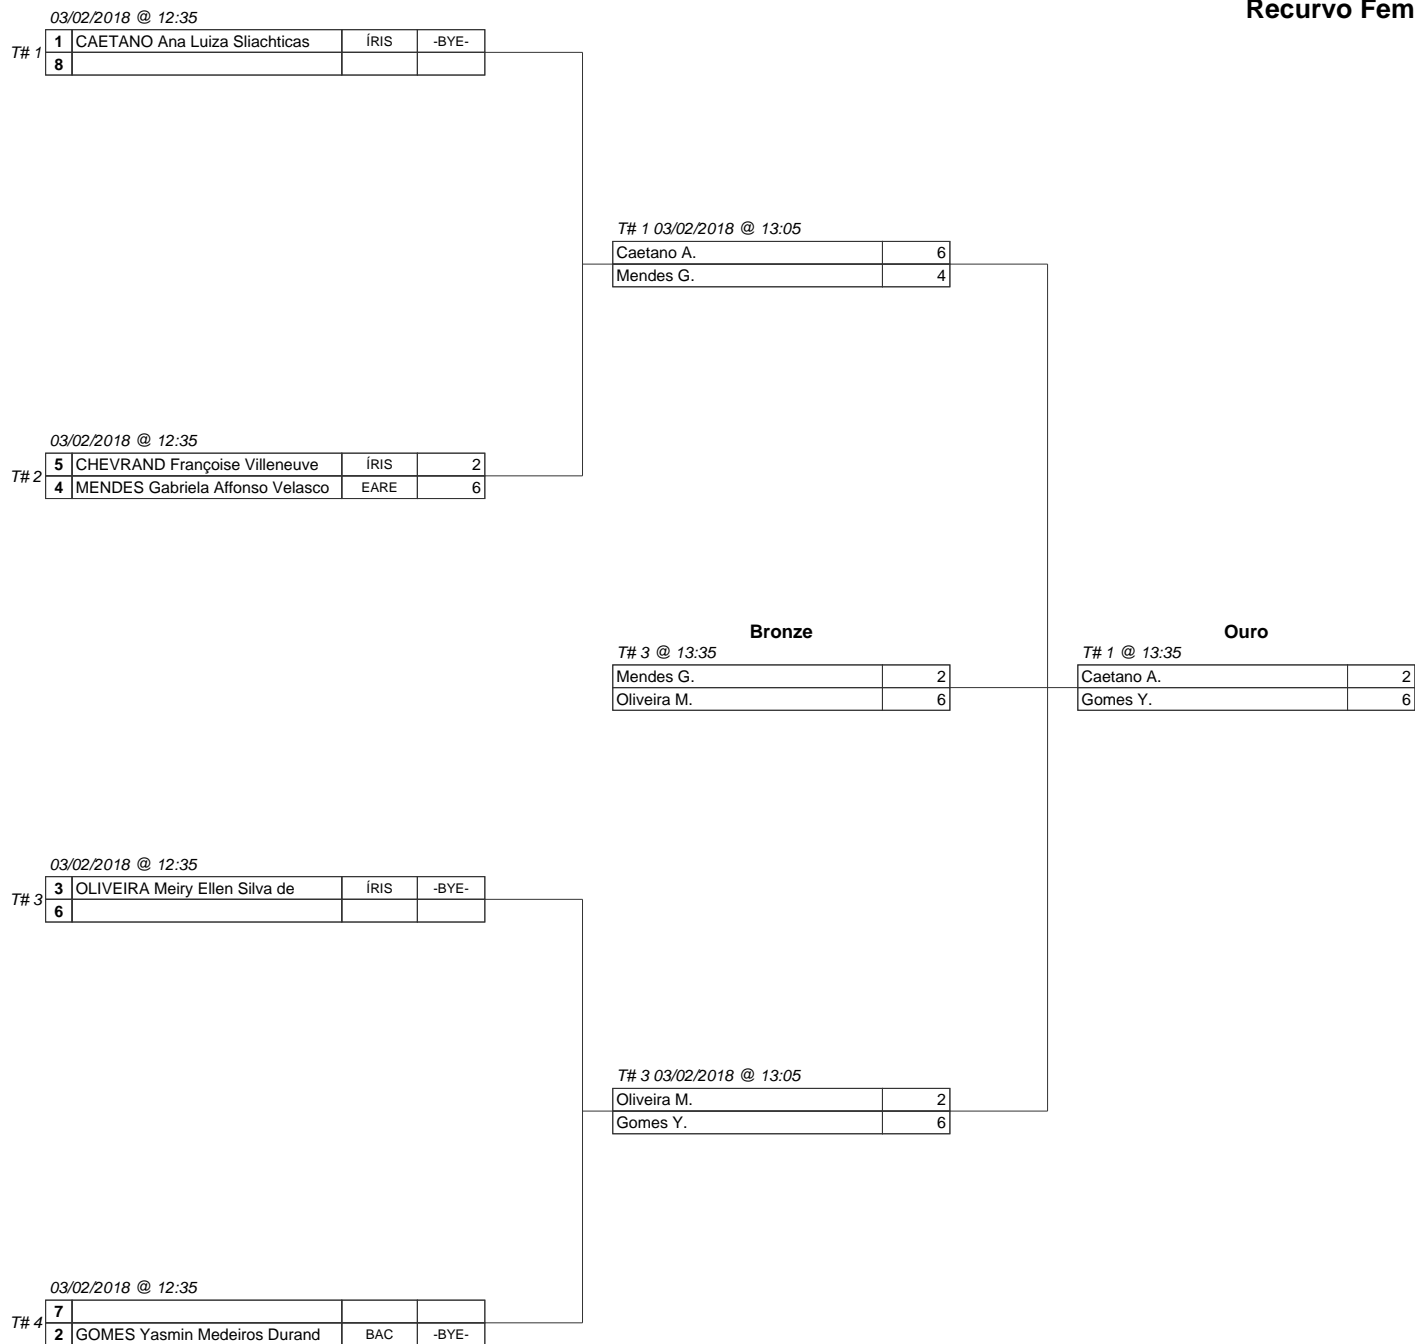 Recurvo Fem
03/02/2018 @ 12:35
T# 1
1 CAETANO Ana Luiza Sliachticas ÍRIS -BYE-
8
T# 1 03/02/2018 @ 13:05
Caetano A. 6
Mendes G. 4
03/02/2018 @ 12:35
T# 2
5 CHEVRAND Françoise Villeneuve ÍRIS 2
4 MENDES Gabriela Affonso Velasco EARE 6
Bronze
T# 3 @ 13:35
Mendes G. 2
Oliveira M. 6
Ouro
T# 1 @ 13:35
Caetano A. 2
Gomes Y. 6
03/02/2018 @ 12:35
T# 3
3 OLIVEIRA Meiry Ellen Silva de ÍRIS -BYE-
6
T# 3 03/02/2018 @ 13:05
Oliveira M. 2
Gomes Y. 6
03/02/2018 @ 12:35
T# 4
7
2 GOMES Yasmin Medeiros Durand BAC -BYE-